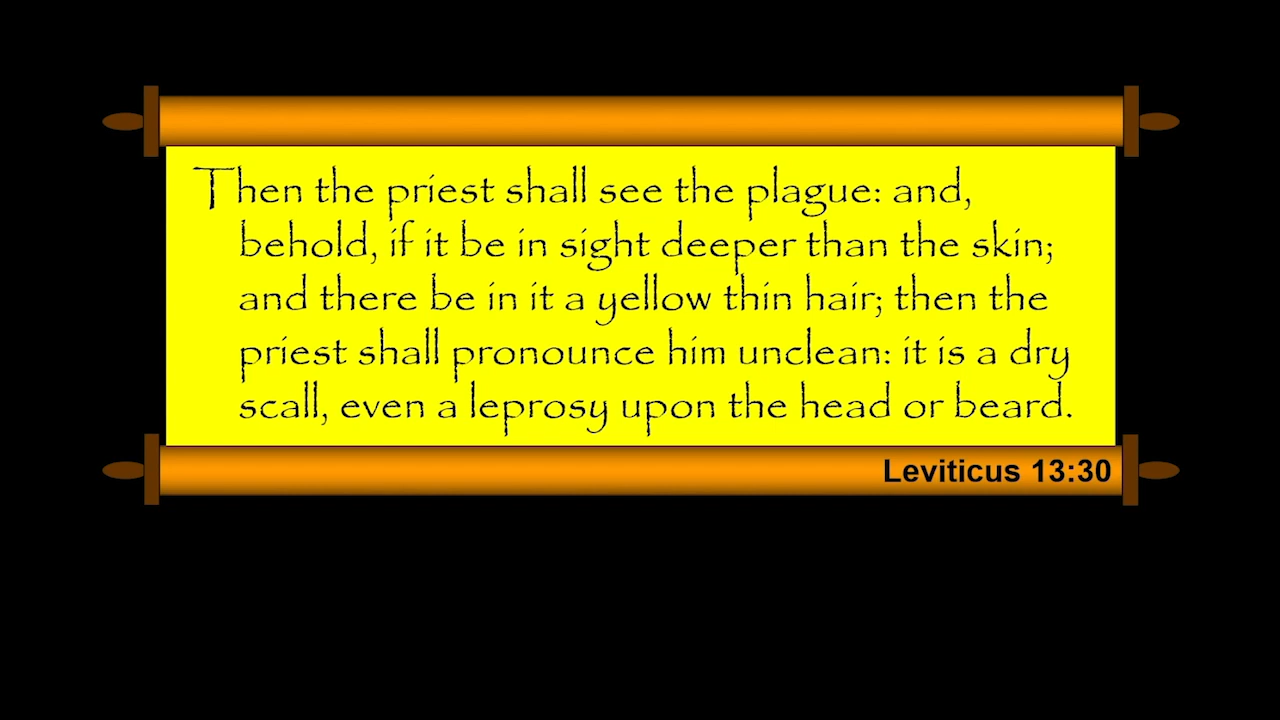 Then the priest shall see the plague: and,
behold, if it be in sight deeper than the skin;
and there be in it a yellow thin hair; then the
priest shall pronounce him unclean: it is a dry
scall, even a leprosy upon the head or beard.
Leviticus 13:30